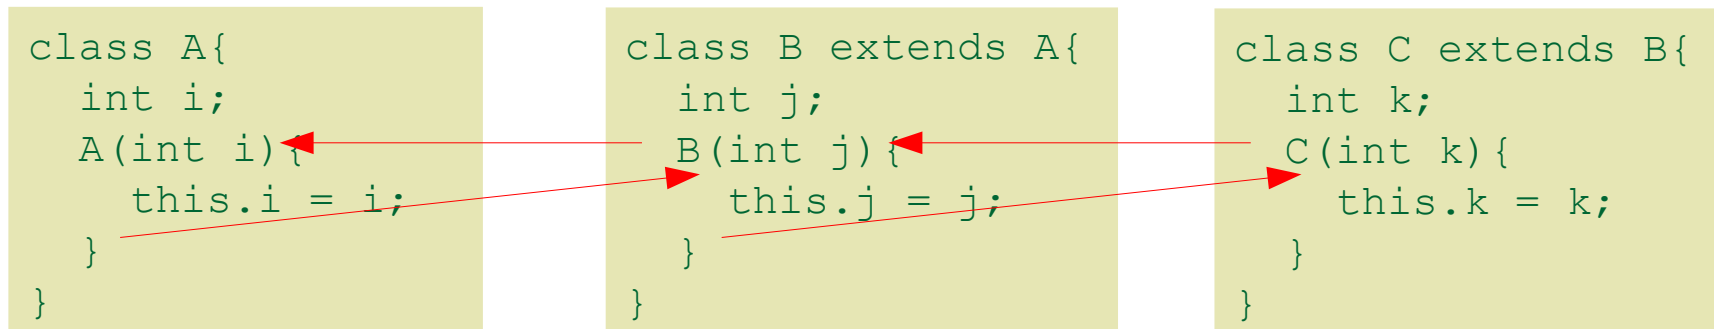 class A{
  int i;
  A(int i){
    this.i = i;
  }
}
class B extends A{
  int j;
  B(int j){
    this.j = j;
  }
}
class C extends B{
  int k;
  C(int k){
    this.k = k;
  }
}